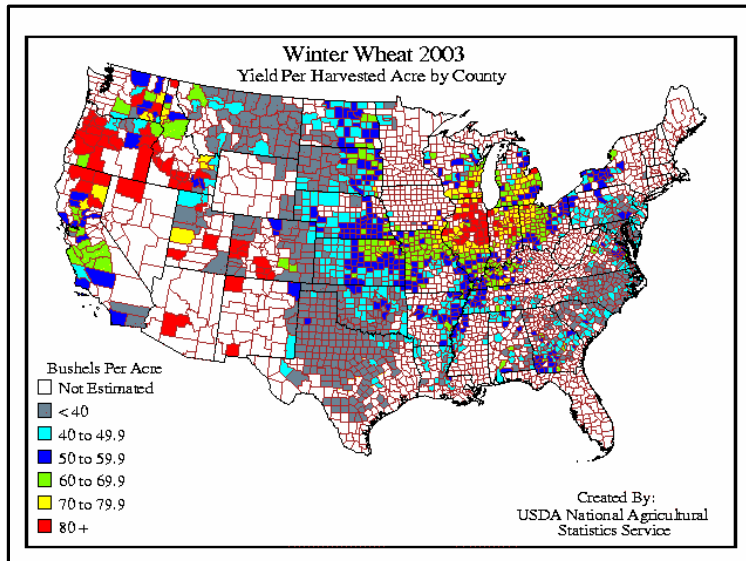 Winter Wheat 2003
Yield Per Harvested Acre by County
Bushels Per Acre
Not Estimated
< 40
40 to 49.9
50 to 59.9
60 to 69.9
70 to 79.9
80 +
Created By:
USDA National Agricultural
Statistics Service